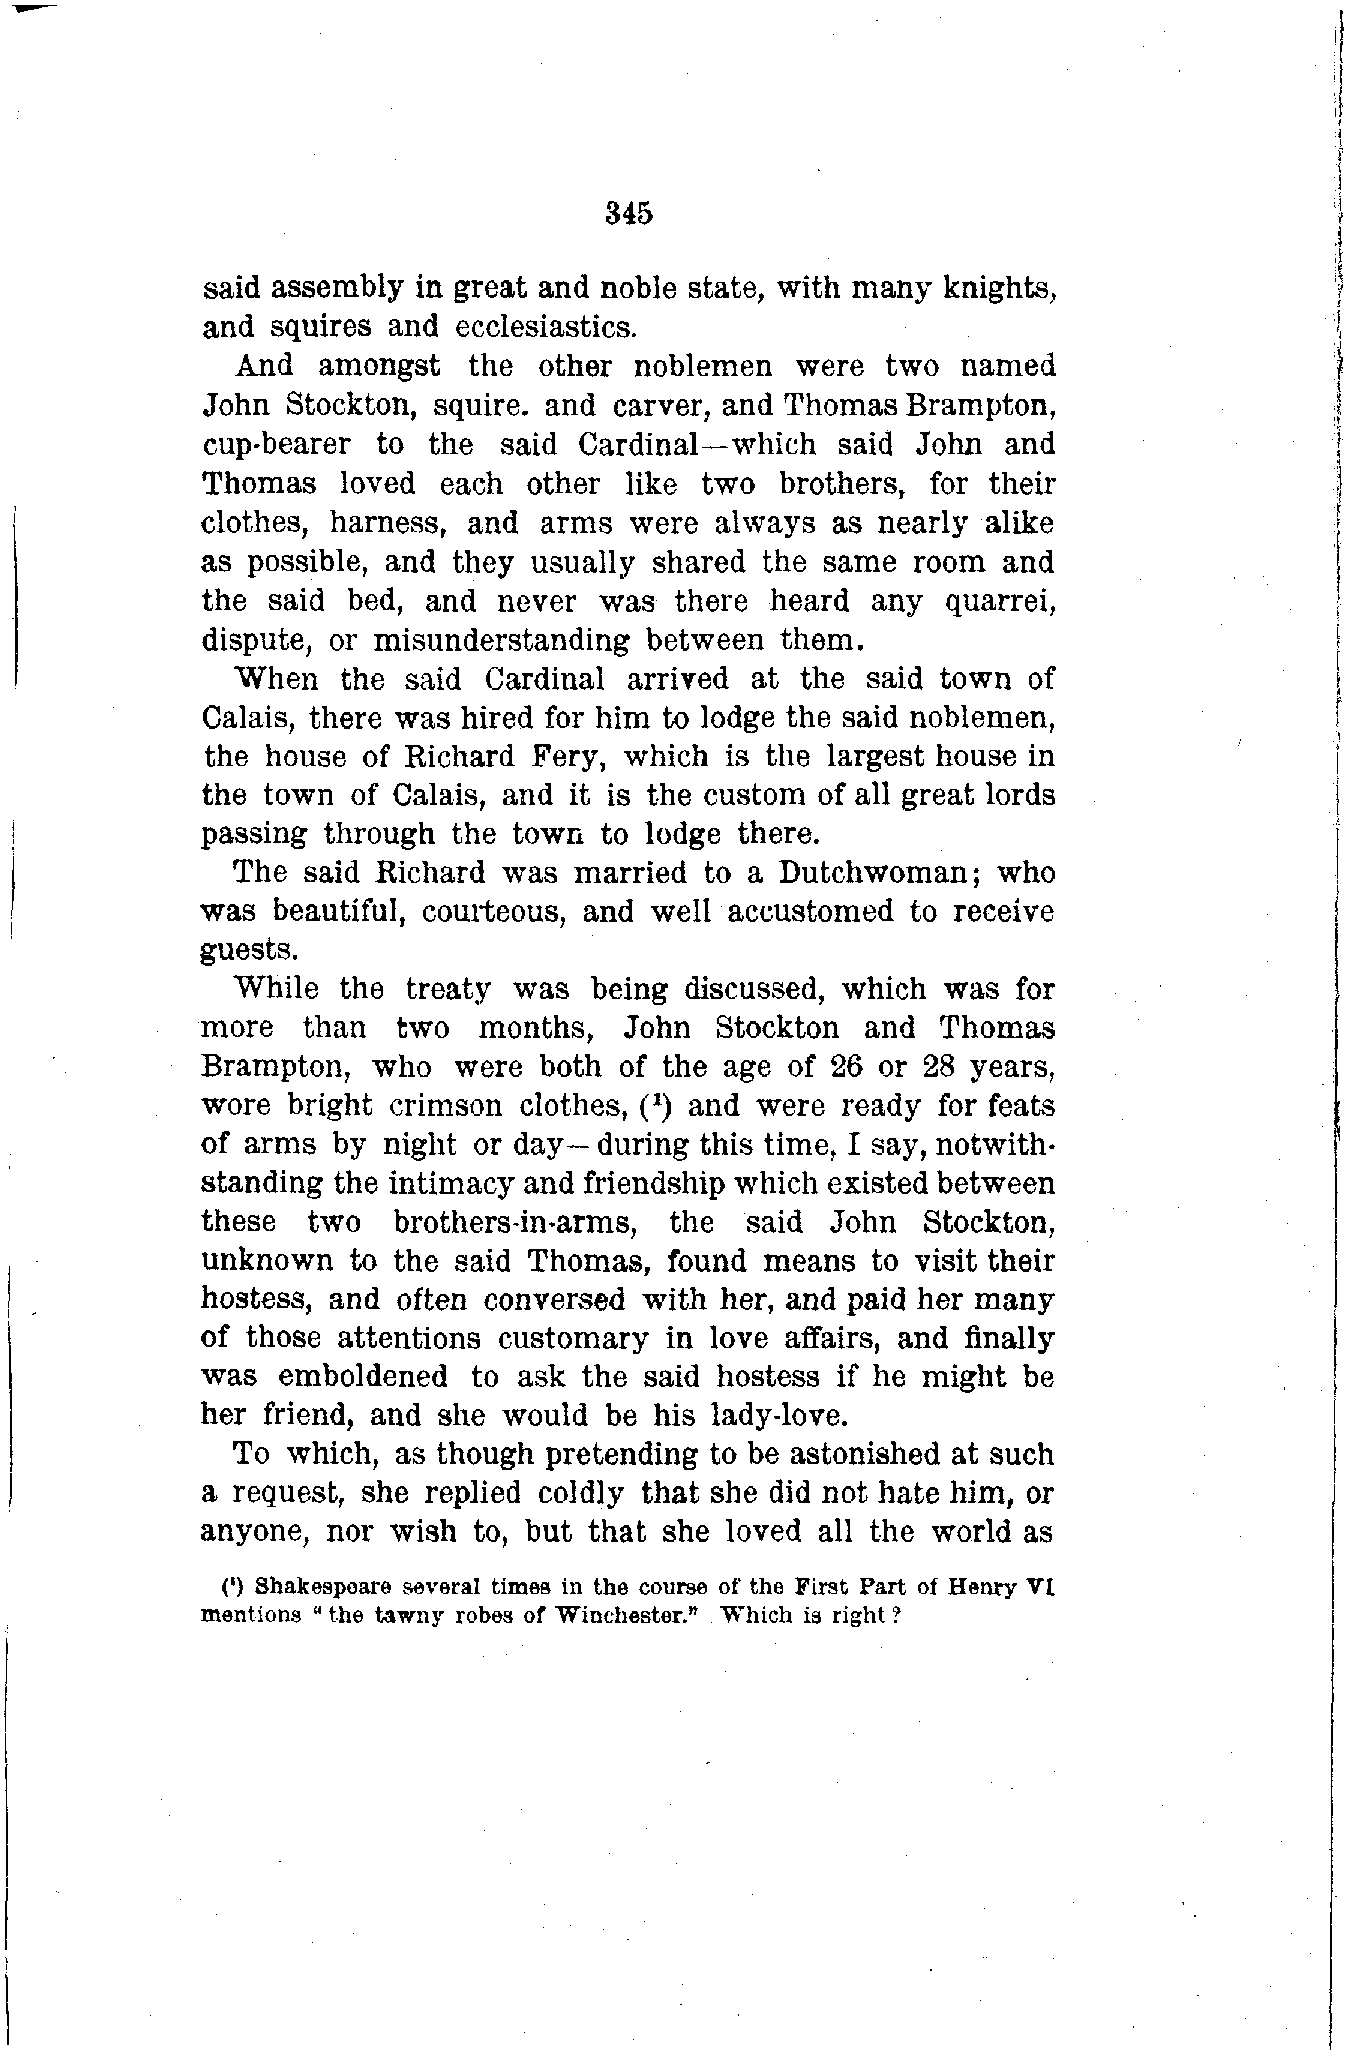 345
said assembly in great and noble state, with many knights,
and squires and ecclesiastics.
And amongst the other noblemen were two named
John Stockton, squire. and carver, and Thomas Brampton,
cup-bearer to the said Cardinal—which said John and
Thomas loved each other like two brothers, for their
clothes, harness, and arms were always as nearly alike
as possible, and they usually shared the same room and
the said bed, and never was there heard any quarrei,
dispute, or misunderstanding between them.
When the said Cardinal arrived at the said town of
Calais, there was hired for him to lodge the said noblemen,
the house of Richard Fery, which is the largest house in
the town of Calais, and it is the custom of all great lords
passing through the town to lodge there.
The said Richard was married to a Dutchwoman; who
was beautiful, courteous, and well accustomed to receive
guests.
While the treaty was being discussed, which was for
more than two months, John Stockton and Thomas
Brampton, who were both of the age of 26 or 28 years,
wore bright crimson clothes, (¹) and were ready for feats
of arms by night or day—during this time, I say, notwith-
standing the intimacy and friendship which existed between
these two brothers-in-arms, the said John Stockton,
unknown to the said Thomas, found means to visit their
hostess, and often conversed with her, and paid her many
of those attentions customary in love affairs, and finally
was emboldened to ask the said hostess if he might be
her friend, and she would be his lady-love.
To which, as though pretending to be astonished at such
a request, she replied coldly that she did not hate him, or
anyone, nor wish to, but that she loved all the world as
(¹) Shakespeare several times in the course of the First Part of Henry VI
mentions "the tawny robes of Winchester." Which is right?